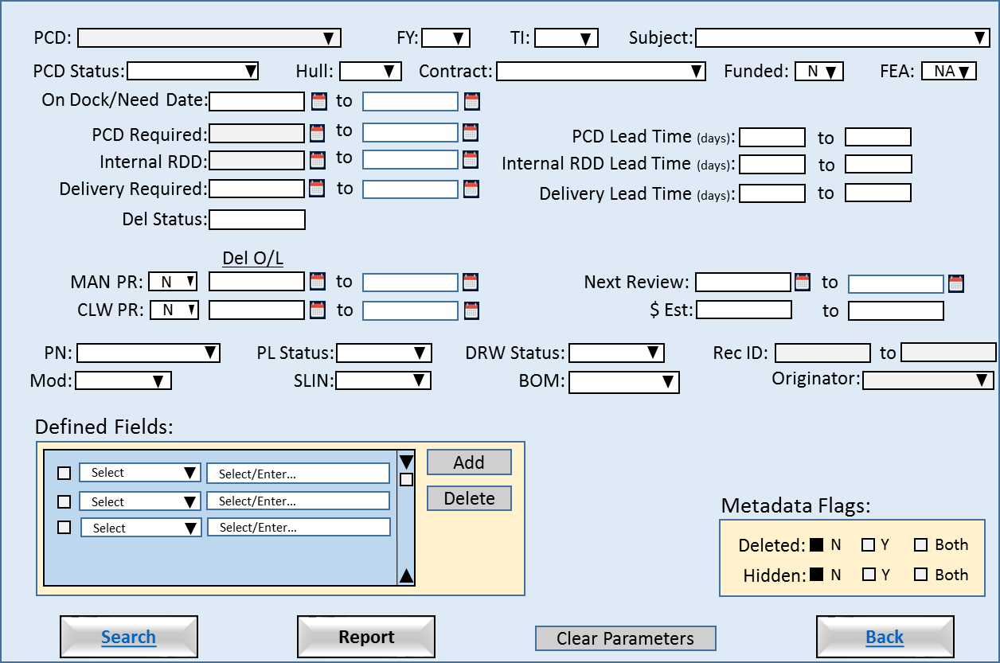 PCD: FY: TI: Subject:
PCD Status: Hull: Contract: Funded: N FEA: NA
On Dock/Need Date: to
PCD Required: to PCD Lead Time (days): to
Internal RDD: to Internal RDD Lead Time (days): to
Delivery Required: to Delivery Lead Time (days): to
Del Status:
Del O/L
MAN PR: N to Next Review: to
CLW PR: N to $ Est: to
PN: PL Status: DRW Status: Rec ID: to
Mod: SLIN: BOM: Originator:
Defined Fields:
Select Select/Enter... Add
Select Select/Enter... Delete
Select Select/Enter...
Metadata Flags:
Deleted: N Y Both
Hidden: N Y Both
Search Report Clear Parameters Back